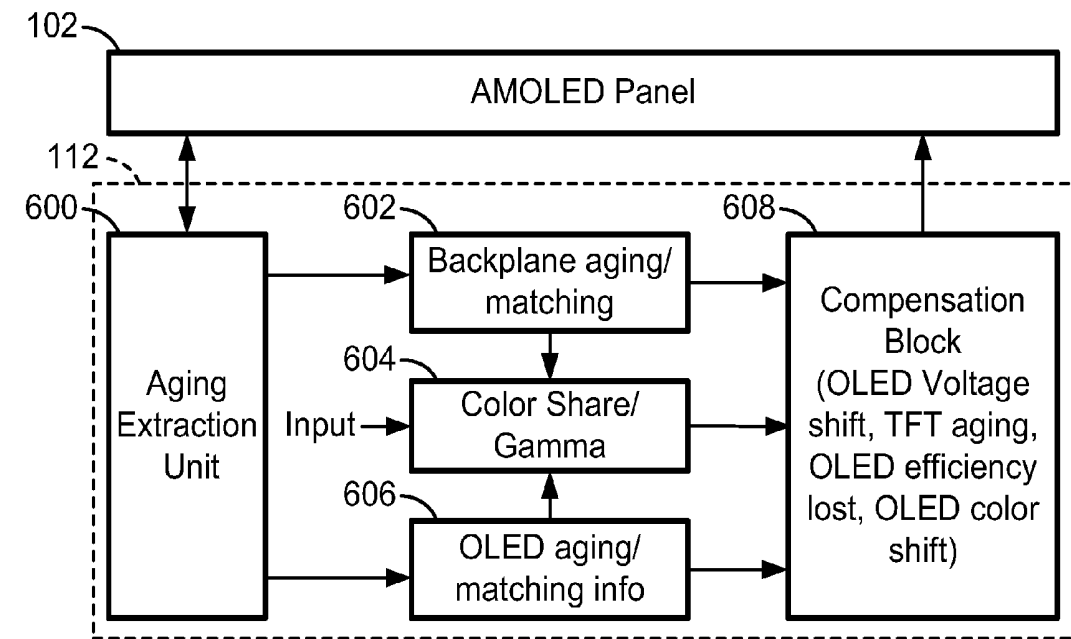 102
AMOLED Panel
112
600
602
608
Aging
Extraction
Unit
Backplane aging/
matching
604
Input
Color Share/
Gamma
606
OLED aging/
matching info
Compensation
Block
(OLED Voltage
shift, TFT aging,
OLED efficiency
lost, OLED color
shift)